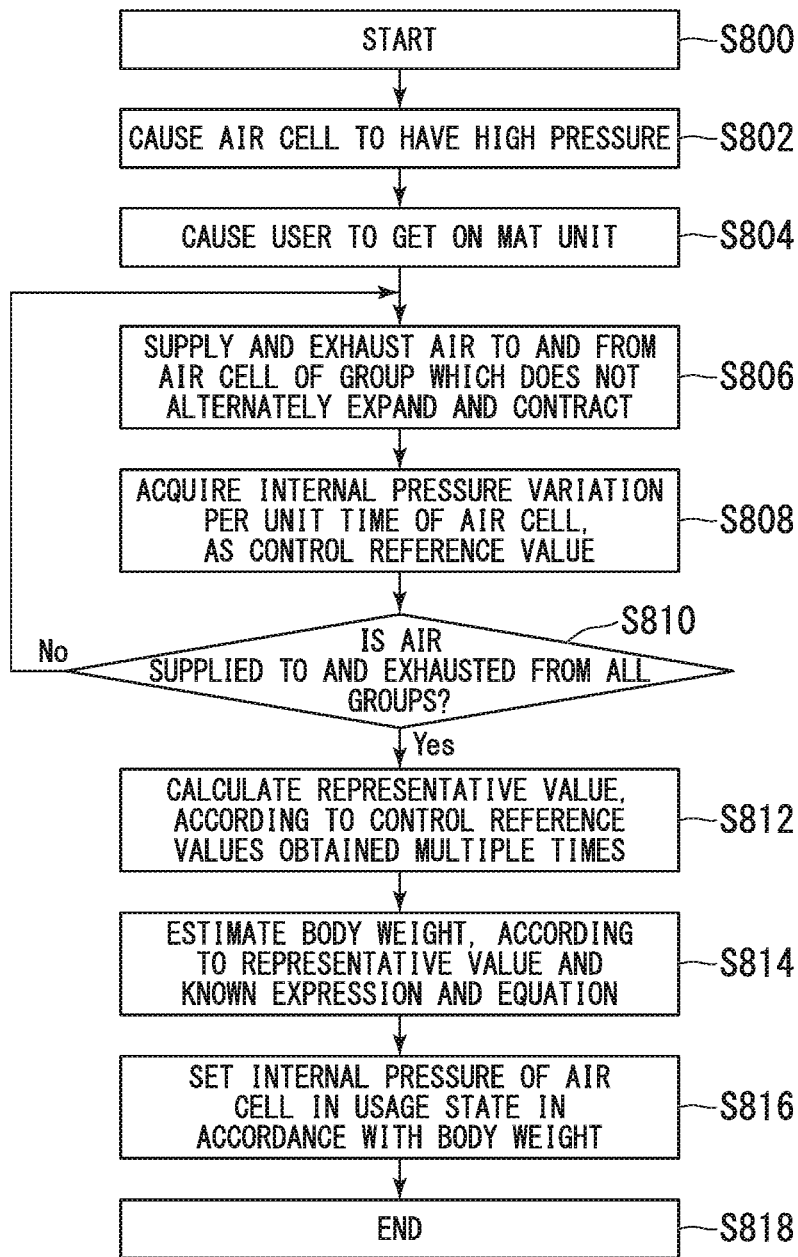 START
S800
CAUSE AIR CELL TO HAVE HIGH PRESSURE
S802
CAUSE USER TO GET ON MAT UNIT
S804
SUPPLY AND EXHAUST AIR TO AND FROM
AIR CELL OF GROUP WHICH DOES NOT
ALTERNATELY EXPAND AND CONTRACT
S806
ACQUIRE INTERNAL PRESSURE VARIATION
PER UNIT TIME OF AIR CELL,
AS CONTROL REFERENCE VALUE
S808
S810
IS AIR
SUPPLIED TO AND EXHAUSTED FROM ALL
GROUPS?
No
Yes
CALCULATE REPRESENTATIVE VALUE,
ACCORDING TO CONTROL REFERENCE
VALUES OBTAINED MULTIPLE TIMES
S812
ESTIMATE BODY WEIGHT, ACCORDING
TO REPRESENTATIVE VALUE AND
KNOWN EXPRESSION AND EQUATION
S814
SET INTERNAL PRESSURE OF AIR
CELL IN USAGE STATE IN
ACCORDANCE WITH BODY WEIGHT
S816
END
S818